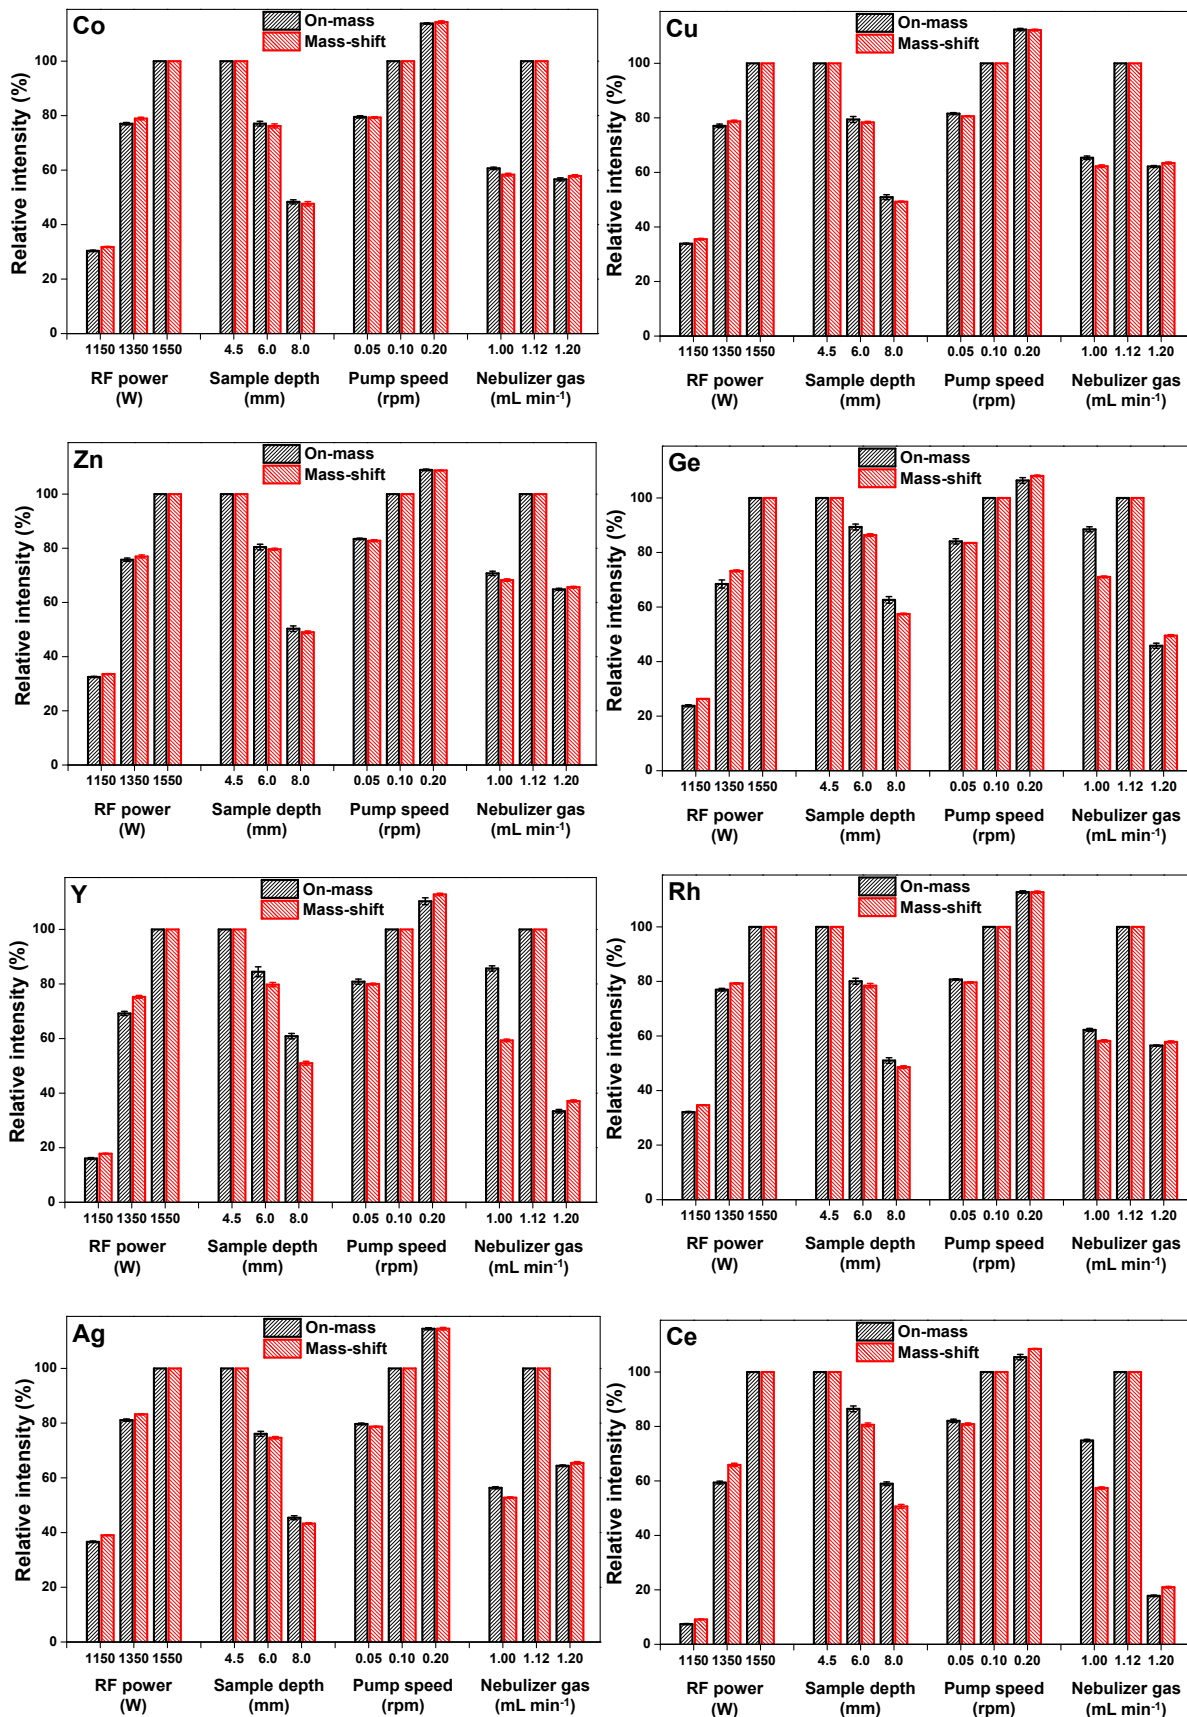 Co
On-mass
Mass-shift
Relative intensity (%)
100
80
60
40
20
0
1150 1350 1550 4.5 6.0 8.0 0.05 0.10 0.20 1.00 1.12 1.20
RF power Sample depth Pump speed Nebulizer gas
(W) (mm) (rpm) (mL min⁻¹)
Cu
On-mass
Mass-shift
Relative intensity (%)
100
80
60
40
20
0
1150 1350 1550 4.5 6.0 8.0 0.05 0.10 0.20 1.00 1.12 1.20
RF power Sample depth Pump speed Nebulizer gas
(W) (mm) (rpm) (mL min⁻¹)
Zn
On-mass
Mass-shift
Relative intensity (%)
100
80
60
40
20
0
1150 1350 1550 4.5 6.0 8.0 0.05 0.10 0.20 1.00 1.12 1.20
RF power Sample depth Pump speed Nebulizer gas
(W) (mm) (rpm) (mL min⁻¹)
Ge
On-mass
Mass-shift
Relative intensity (%)
100
80
60
40
20
0
1150 1350 1550 4.5 6.0 8.0 0.05 0.10 0.20 1.00 1.12 1.20
RF power Sample depth Pump speed Nebulizer gas
(W) (mm) (rpm) (mL min⁻¹)
Y
On-mass
Mass-shift
Relative intensity (%)
100
80
60
40
20
0
1150 1350 1550 4.5 6.0 8.0 0.05 0.10 0.20 1.00 1.12 1.20
RF power Sample depth Pump speed Nebulizer gas
(W) (mm) (rpm) (mL min⁻¹)
Rh
On-mass
Mass-shift
Relative intensity (%)
100
80
60
40
20
0
1150 1350 1550 4.5 6.0 8.0 0.05 0.10 0.20 1.00 1.12 1.20
RF power Sample depth Pump speed Nebulizer gas
(W) (mm) (rpm) (mL min⁻¹)
Ag
On-mass
Mass-shift
Relative intensity (%)
100
80
60
40
20
0
1150 1350 1550 4.5 6.0 8.0 0.05 0.10 0.20 1.00 1.12 1.20
RF power Sample depth Pump speed Nebulizer gas
(W) (mm) (rpm) (mL min⁻¹)
Ce
On-mass
Mass-shift
Relative intensity (%)
100
80
60
40
20
0
1150 1350 1550 4.5 6.0 8.0 0.05 0.10 0.20 1.00 1.12 1.20
RF power Sample depth Pump speed Nebulizer gas
(W) (mm) (rpm) (mL min⁻¹)